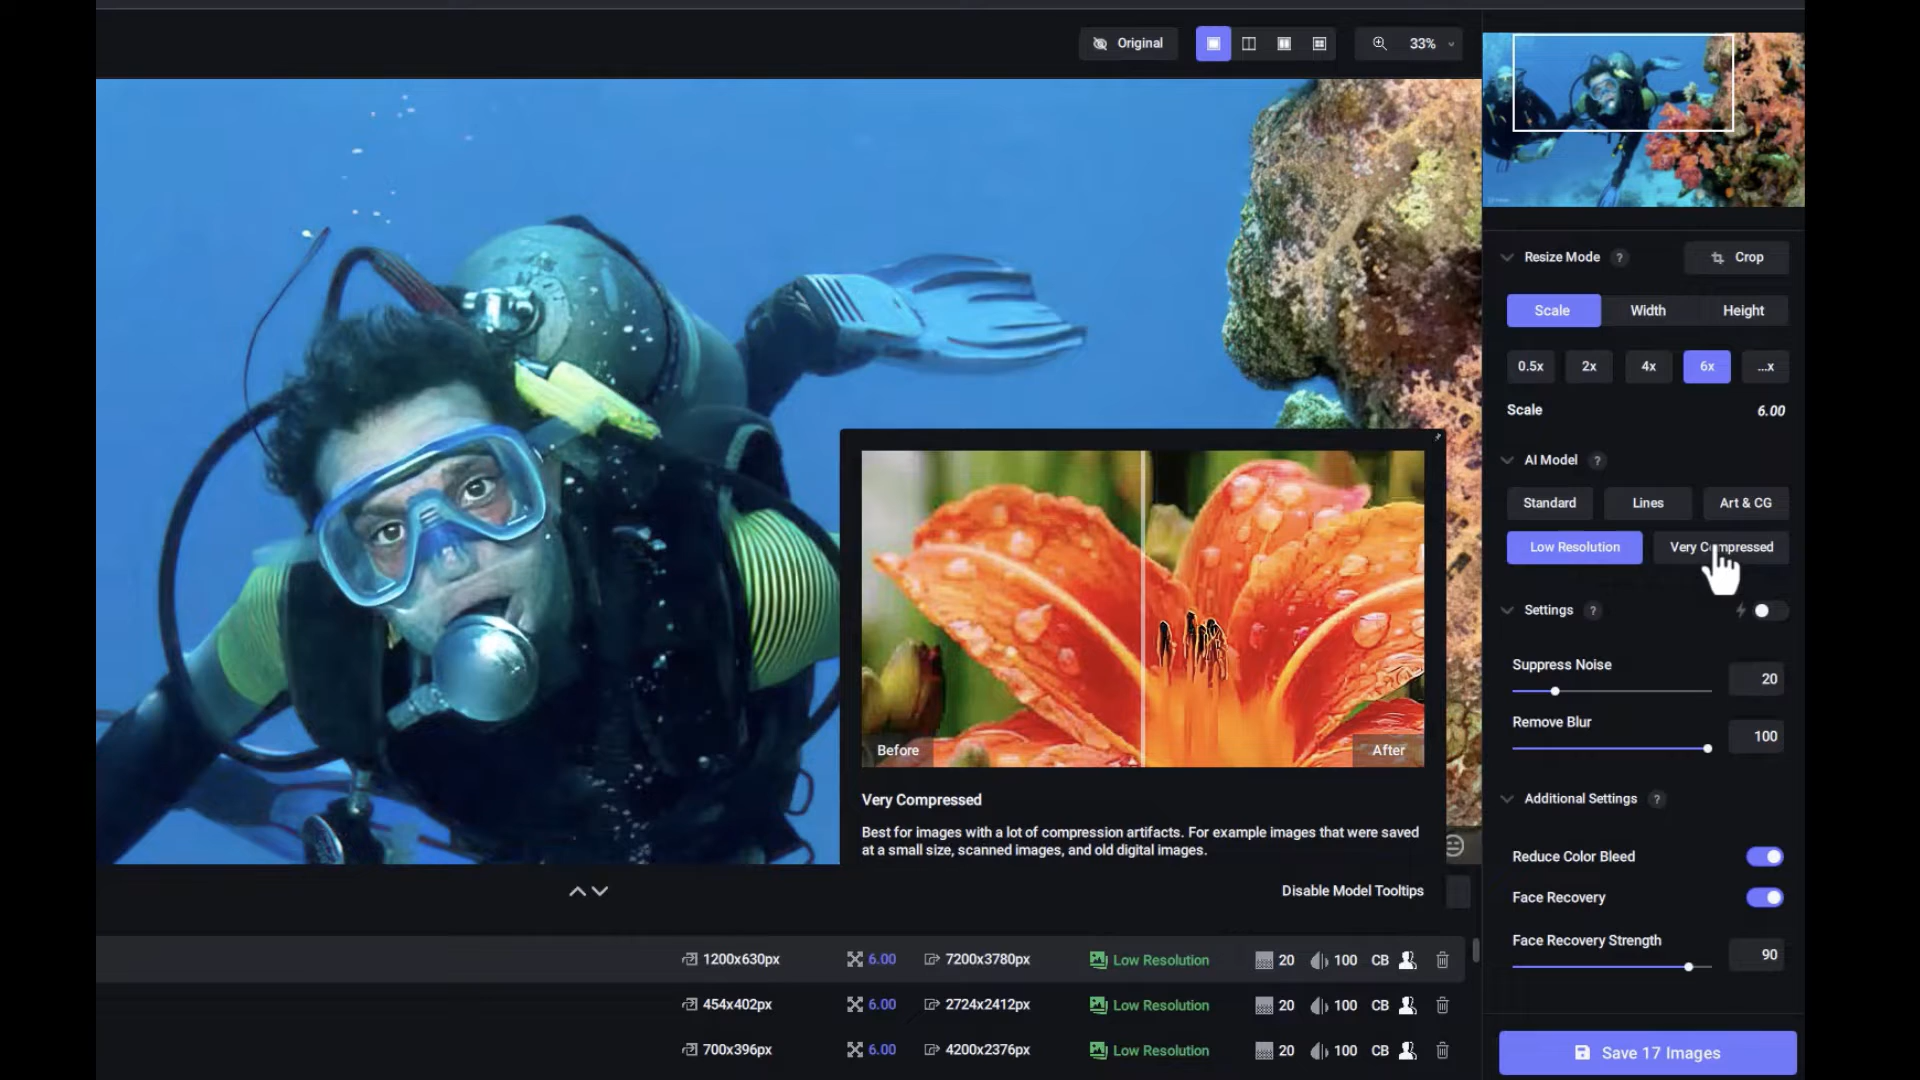 Original
33%
Resize Mode ?
Crop
Scale
Width
Height
0.5x
2x
4x
6x
...x
Scale
6.00
AI Model ?
Standard
Lines
Art & CG
Low Resolution
Very Compressed
Settings ?
Suppress Noise
20
Remove Blur
100
Additional Settings ?
Reduce Color Bleed
Face Recovery
Face Recovery Strength
90
Save 17 Images
Before
After
Very Compressed
Best for images with a lot of compression artifacts. For example images that were saved
at a small size, scanned images, and old digital images.
Disable Model Tooltips
1200x630px 6.00 7200x3780px Low Resolution 20 100 CB
454x402px 6.00 2724x2412px Low Resolution 20 100 CB
700x396px 6.00 4200x2376px Low Resolution 20 100 CB